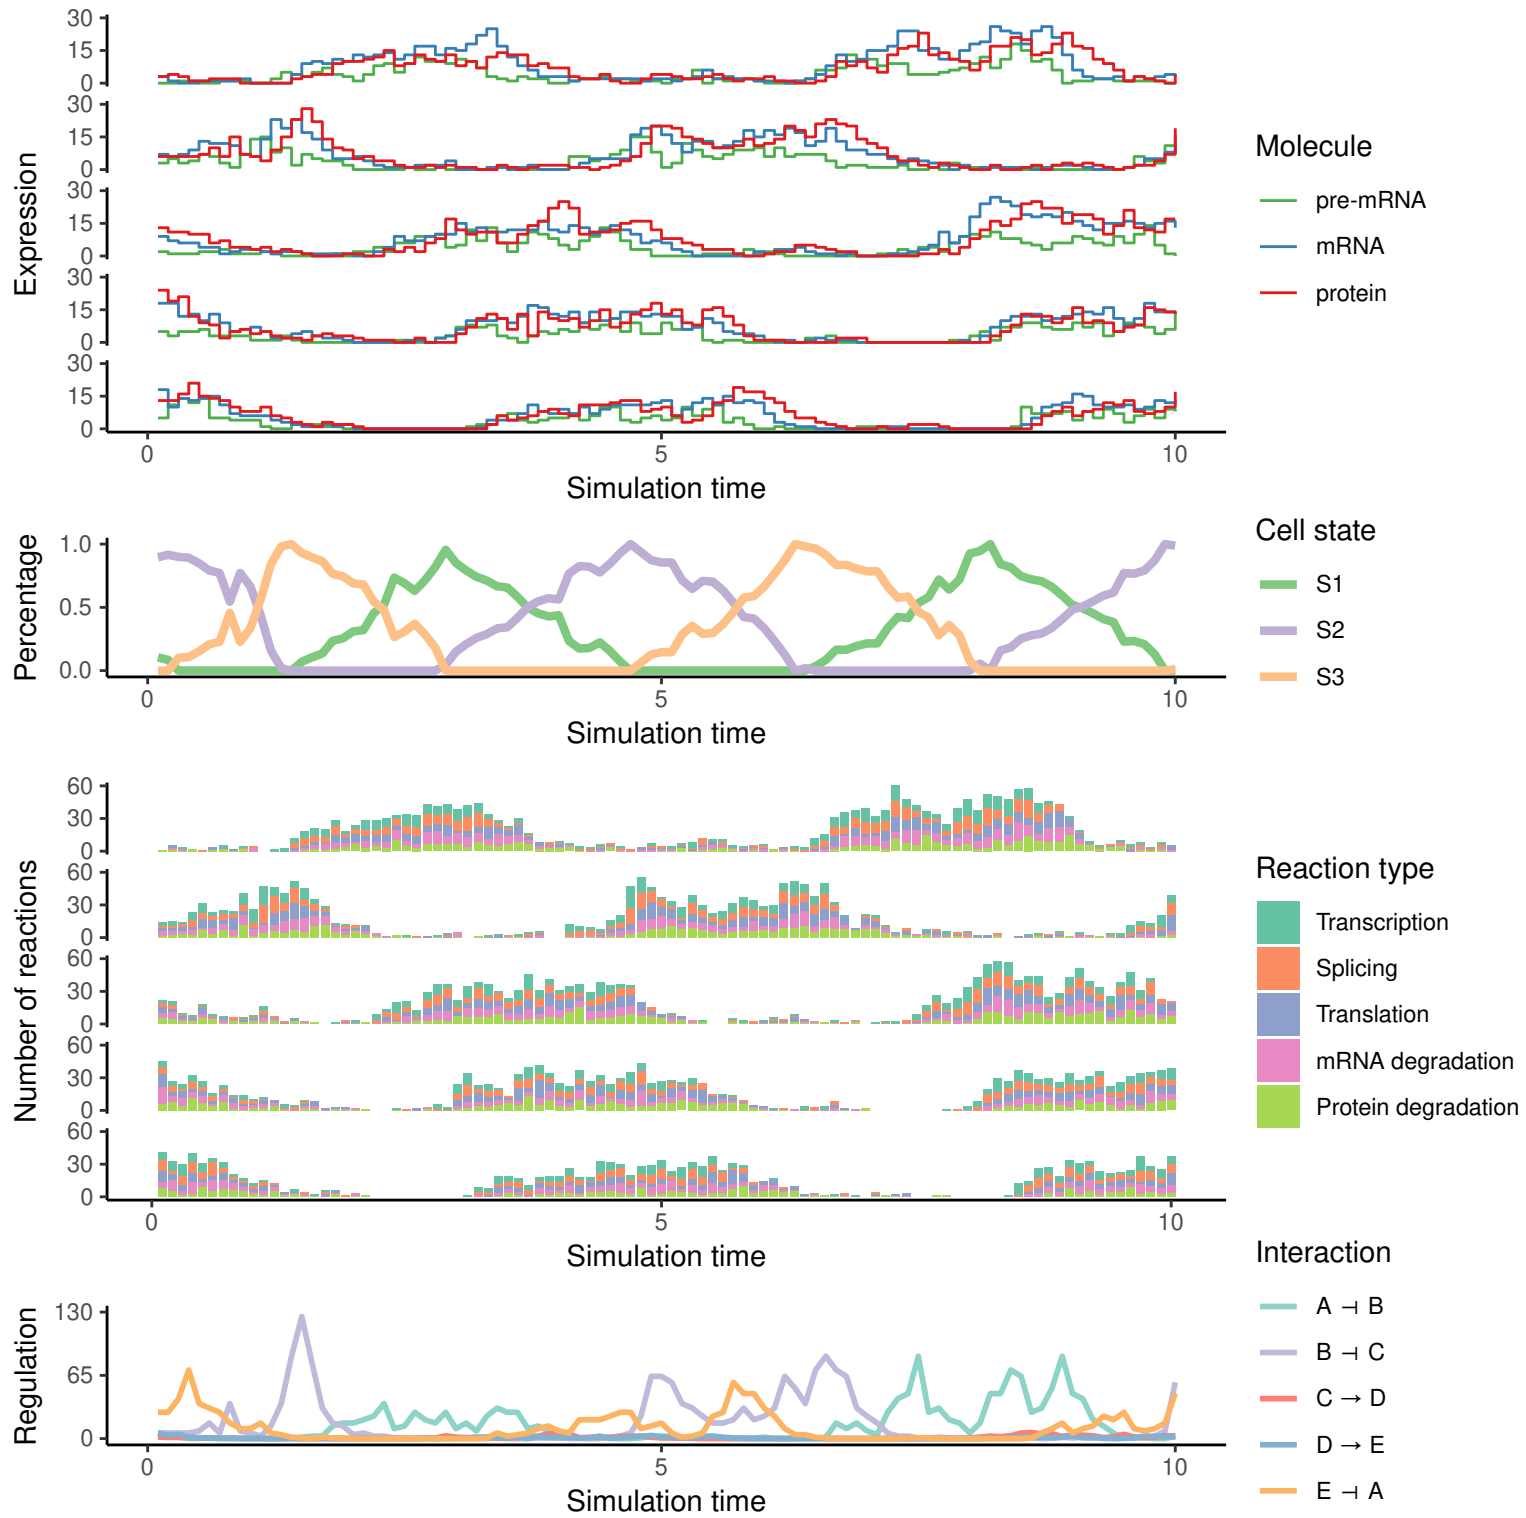 Expression
30
15
0
30
15
0
30
15
0
30
15
0
30
15
0
0 5 10
Simulation time
Molecule
pre-mRNA
mRNA
protein
Percentage
1.0
0.5
0.0
0 5 10
Simulation time
Cell state
S1
S2
S3
Number of reactions
60
30
0
60
30
0
60
30
0
60
30
0
60
30
0
0 5 10
Simulation time
Reaction type
Transcription
Splicing
Translation
mRNA degradation
Protein degradation
Regulation
130
65
0
0 5 10
Simulation time
Interaction
A ⊣ B
B ⊣ C
C → D
D → E
E ⊣ A